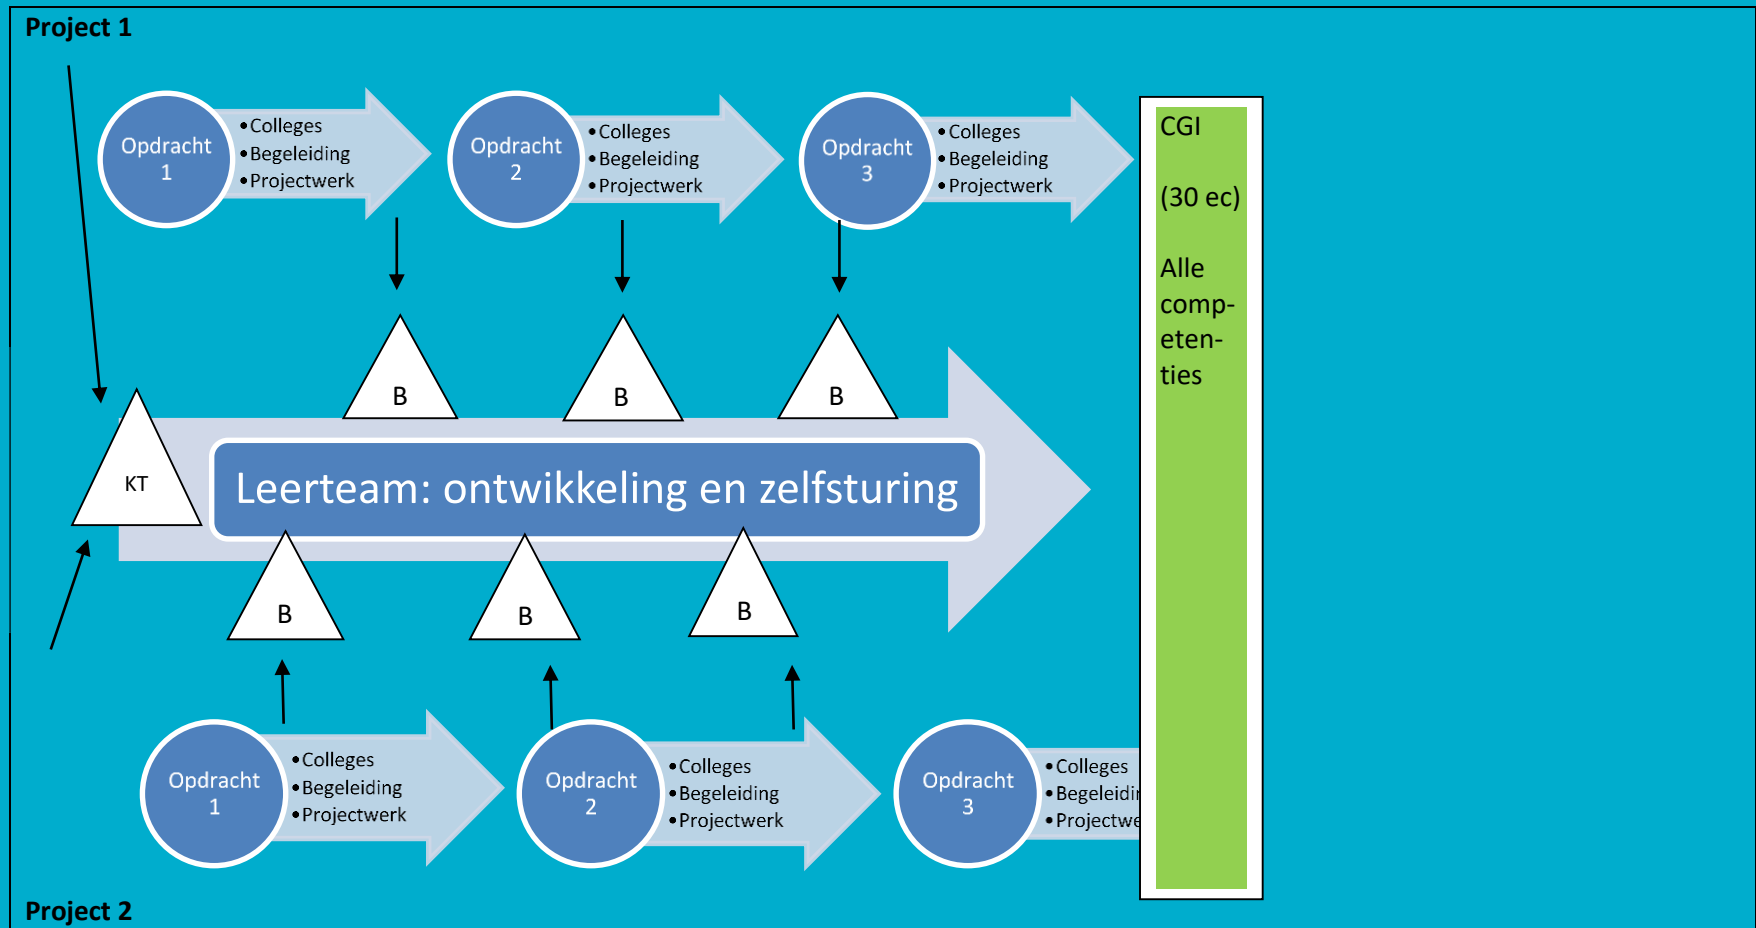 Project 1
Opdracht
1
•Colleges
•Begeleiding
•Projectwerk
Opdracht
2
•Colleges
•Begeleiding
•Projectwerk
Opdracht
3
•Colleges
•Begeleiding
•Projectwerk
CGI
(30 ec)
Alle
comp-
eten-
ties
B
B
B
KT
Leerteam: ontwikkeling en zelfsturing
B
B
B
Opdracht
1
•Colleges
•Begeleiding
•Projectwerk
Opdracht
2
•Colleges
•Begeleiding
•Projectwerk
Opdracht
3
•Colleges
•Begeleidin
•Projectwe
Project 2